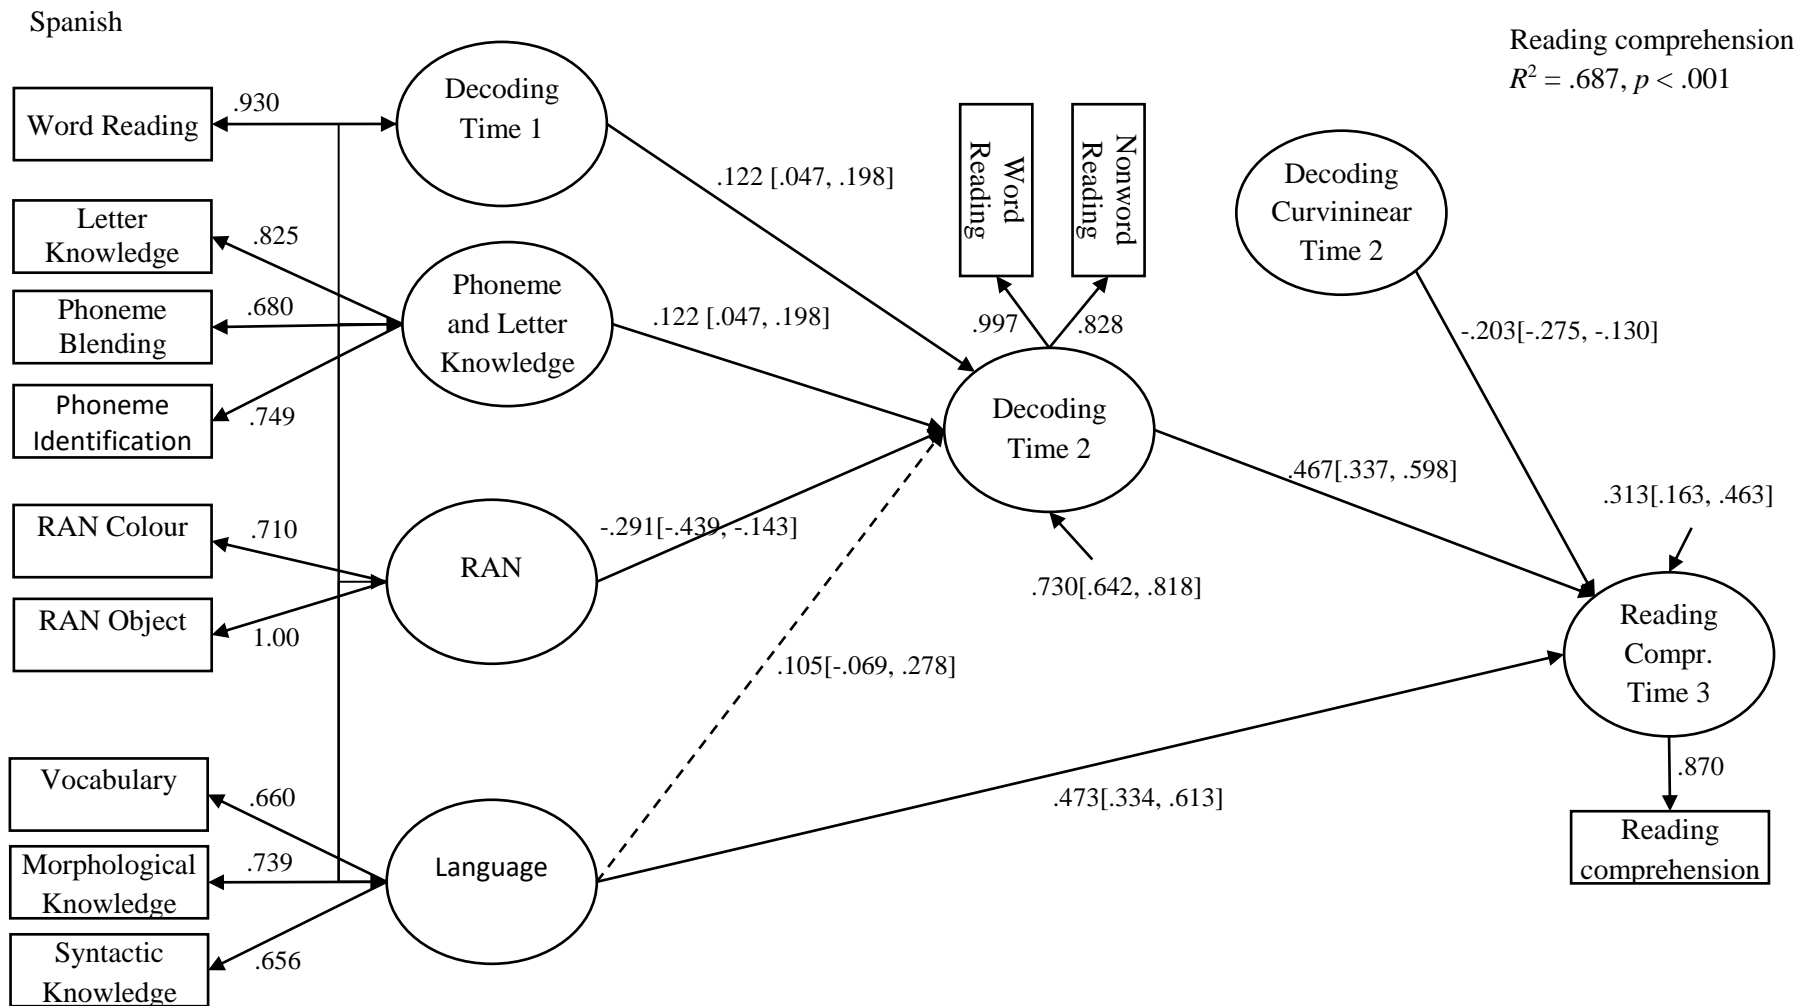 Spanish
Reading comprehension
R² = .687, p < .001
Word Reading
.930
Decoding
Time 1
.122 [.047, .198]
Letter
Knowledge
.825
Phoneme
Blending
.680
Phoneme
Identification
.749
Phoneme
and Letter
Knowledge
.122 [.047, .198]
Word
Reading
Nonword
Reading
.997
.828
Decoding
Time 2
.730[.642, .818]
Decoding
Curvininear
Time 2
-.203[-.275, -.130]
.467[.337, .598]
.313[.163, .463]
RAN Colour
.710
RAN Object
1.00
RAN
-.291[-.439, -.143]
.105[-.069, .278]
Reading
Compr.
Time 3
.870
Reading
comprehension
Vocabulary
.660
Morphological
Knowledge
.739
Syntactic
Knowledge
.656
Language
.473[.334, .613]